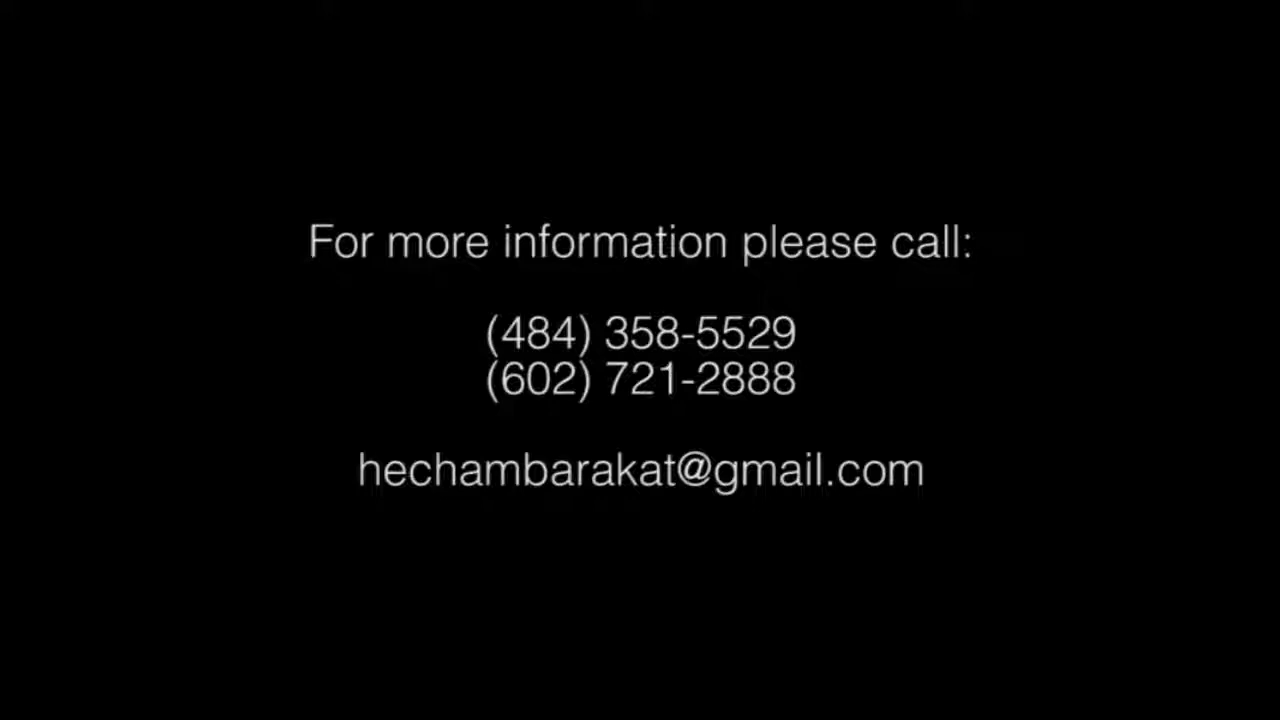 For more information please call:
(484) 358-5529
(602) 721-2888
hechambarakat@gmail.com